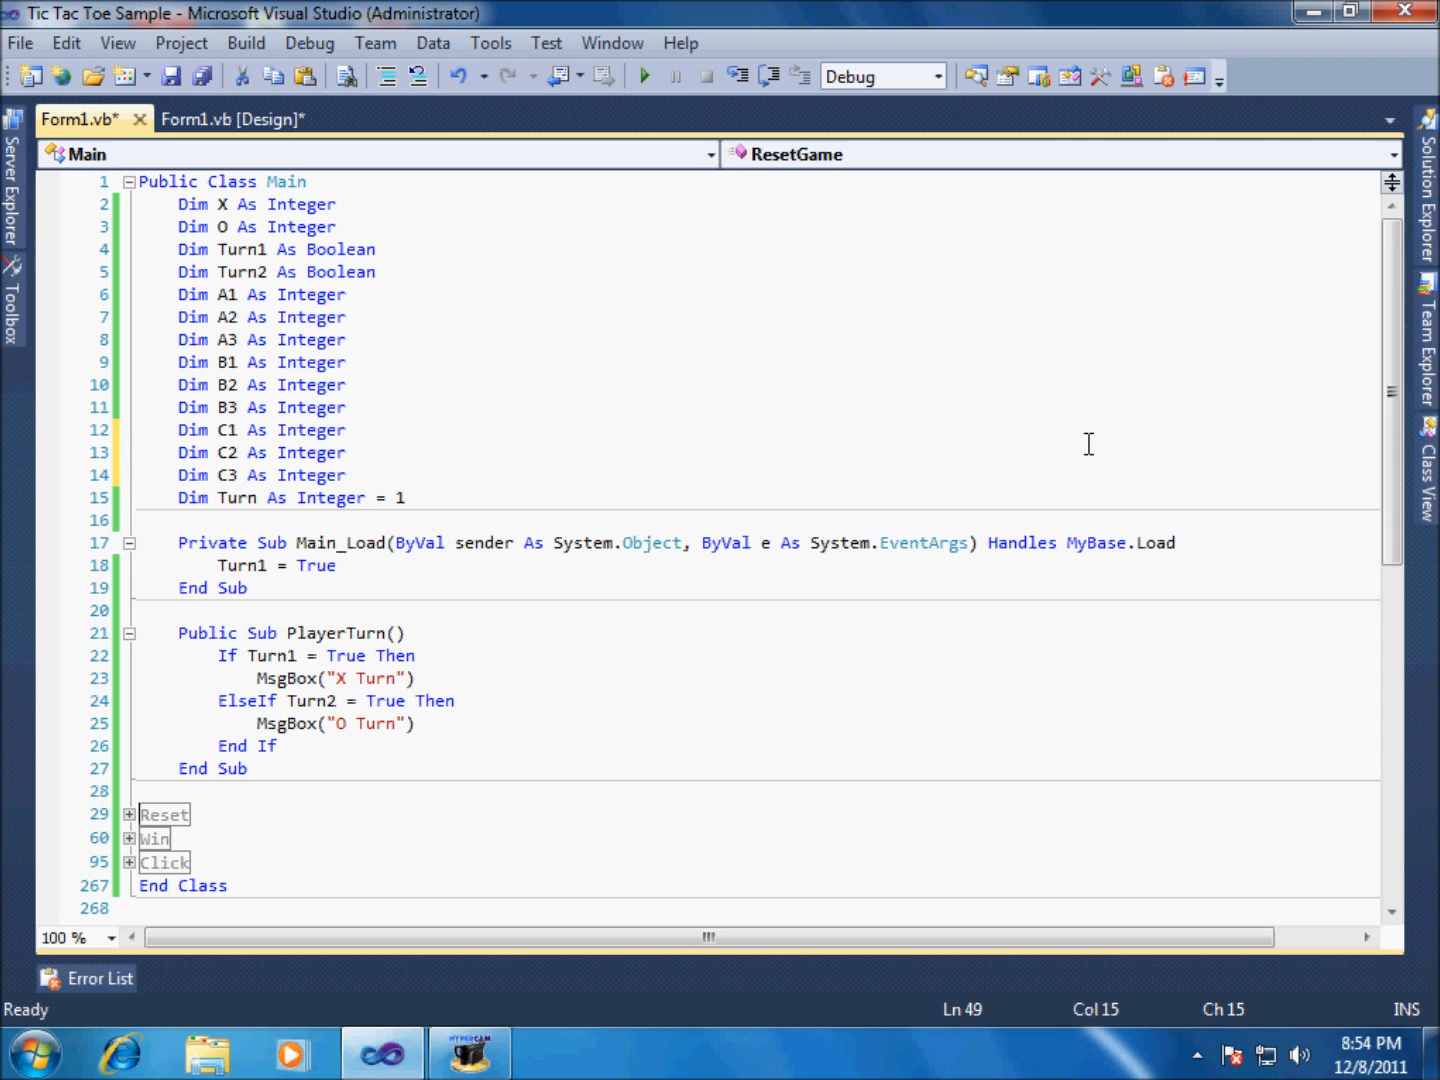 Tic Tac Toe Sample - Microsoft Visual Studio (Administrator)
File Edit View Project Build Debug Team Data Tools Test Window Help
Debug
Form1.vb* Form1.vb [Design]*
Main ResetGame
1 Public Class Main
2 Dim X As Integer
3 Dim O As Integer
4 Dim Turn1 As Boolean
5 Dim Turn2 As Boolean
6 Dim A1 As Integer
7 Dim A2 As Integer
8 Dim A3 As Integer
9 Dim B1 As Integer
10 Dim B2 As Integer
11 Dim B3 As Integer
12 Dim C1 As Integer
13 Dim C2 As Integer
14 Dim C3 As Integer
15 Dim Turn As Integer = 1
16
17 Private Sub Main_Load(ByVal sender As System.Object, ByVal e As System.EventArgs) Handles MyBase.Load
18 Turn1 = True
19 End Sub
20
21 Public Sub PlayerTurn()
22 If Turn1 = True Then
23 MsgBox("X Turn")
24 ElseIf Turn2 = True Then
25 MsgBox("O Turn")
26 End If
27 End Sub
28
29 Reset
60 Win
95 Click
267 End Class
268
100 %
Server Explorer
Toolbox
Solution Explorer
Team Explorer
Class View
Error List
Ready Ln 49 Col 15 Ch 15 INS
HYPERCAM
8:54 PM
12/8/2011